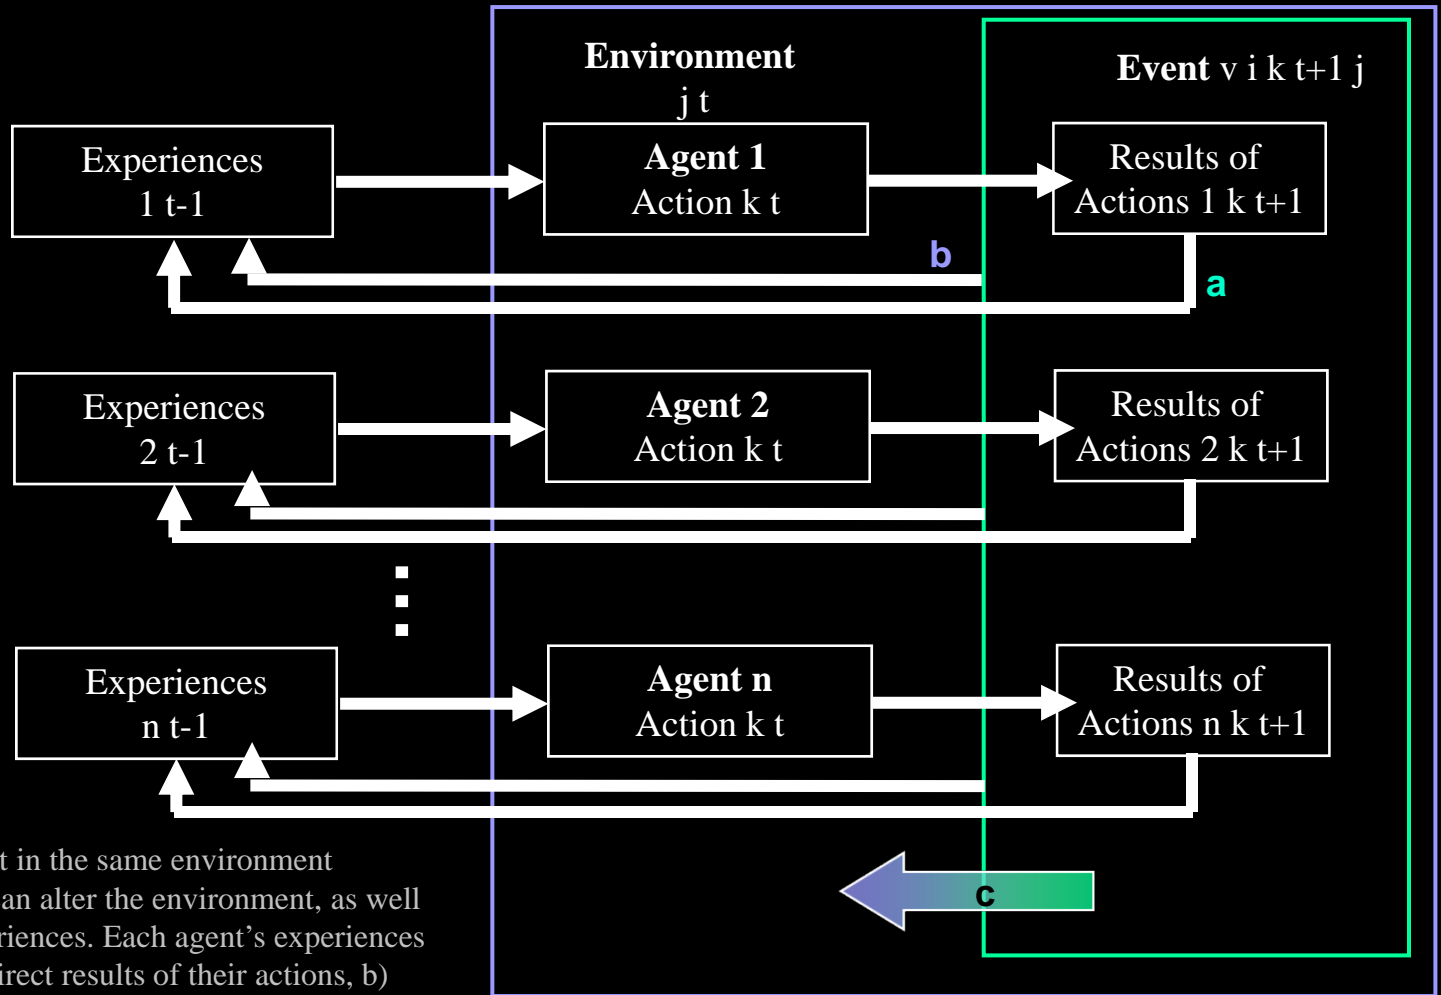 Environment
j t
Event v i k t+1 j
Experiences
1 t-1
Agent 1
Action k t
Results of
Actions 1 k t+1
b
a
Experiences
2 t-1
Agent 2
Action k t
Results of
Actions 2 k t+1
Experiences
n t-1
Agent n
Action k t
Results of
Actions n k t+1
c
t in the same environment
an alter the environment, as well
riences. Each agent’s experiences
irect results of their actions, b)